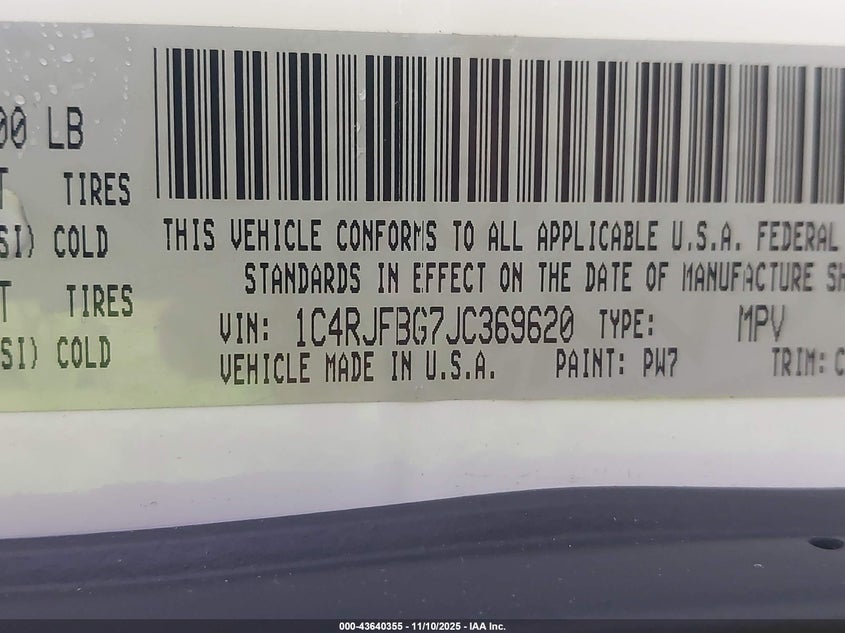 00 LB
T TIRES
SI) COLD
T TIRES
SI) COLD
THIS VEHICLE CONFORMS TO ALL APPLICABLE U.S.A. FEDERAL
STANDARDS IN EFFECT ON THE DATE OF MANUFACTURE SH
VIN: 1C4RJFBG7JC369620 TYPE: MPV
VEHICLE MADE IN U.S.A. PAINT: PW7 TRIM: C
000-43640355 — 11/10/2025 — IAA Inc.